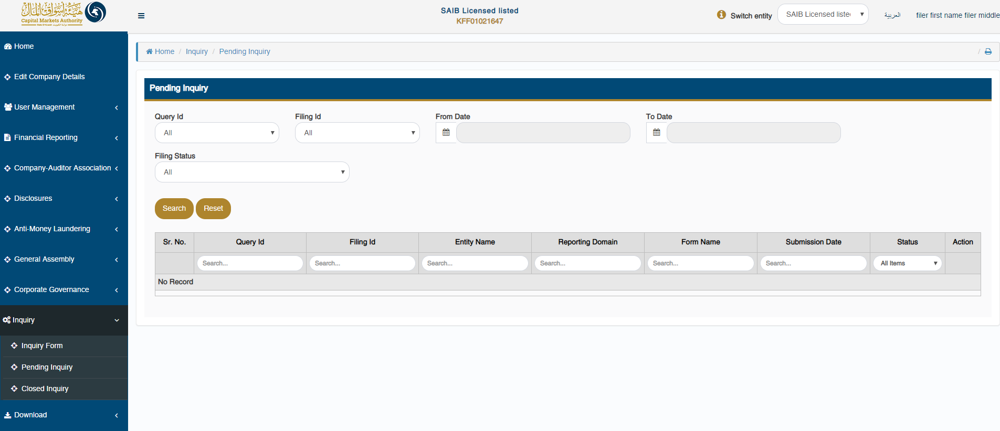 هيئة أسواق المال
Capital Markets Authority
State Of Kuwait دولة الكويت
SAIB Licensed listed
KFF01021647
Switch entity
SAIB Licensed liste
العربية
filer first name filer middle
Home
Edit Company Details
User Management
Financial Reporting
Company-Auditor Association
Disclosures
Anti-Money Laundering
General Assembly
Corporate Governance
Inquiry
Inquiry Form
Pending Inquiry
Closed Inquiry
Download
Home / Inquiry / Pending Inquiry /
Pending Inquiry
Query Id Filing Id From Date To Date
All All
Filing Status
All
Search Reset
Sr. No. Query Id Filing Id Entity Name Reporting Domain Form Name Submission Date Status Action
Search... Search... Search... Search... Search... Search... All Items
No Record